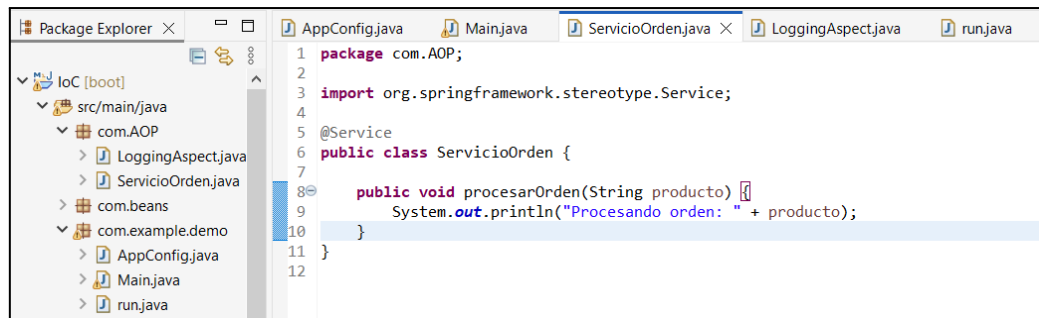 Package Explorer
IoC [boot]
src/main/java
com.AOP
LoggingAspect.java
ServicioOrden.java
com.beans
com.example.demo
AppConfig.java
Main.java
run.java
AppConfig.java Main.java ServicioOrden.java LoggingAspect.java run.java
1 package com.AOP;
2
3 import org.springframework.stereotype.Service;
4
5 @Service
6 public class ServicioOrden {
7
8 public void procesarOrden(String producto) {
9 System.out.println("Procesando orden: " + producto);
10 }
11 }
12